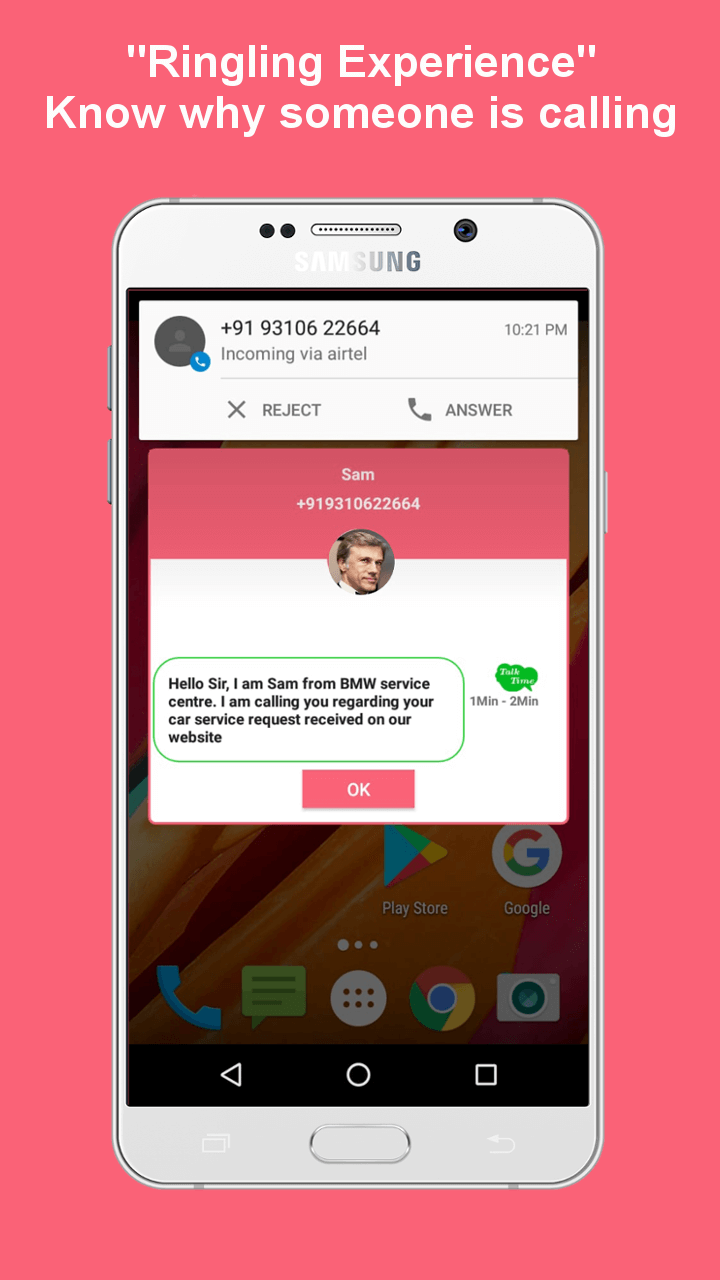 "Ringling Experience"
Know why someone is calling
SAMSUNG
+91 93106 22664
10:21 PM
Incoming via airtel
REJECT
ANSWER
Sam
+919310622664
Hello Sir, I am Sam from BMW service
centre. I am calling you regarding your
car service request received on our
website
Talk
Time
1Min - 2Min
OK
Play Store
Google